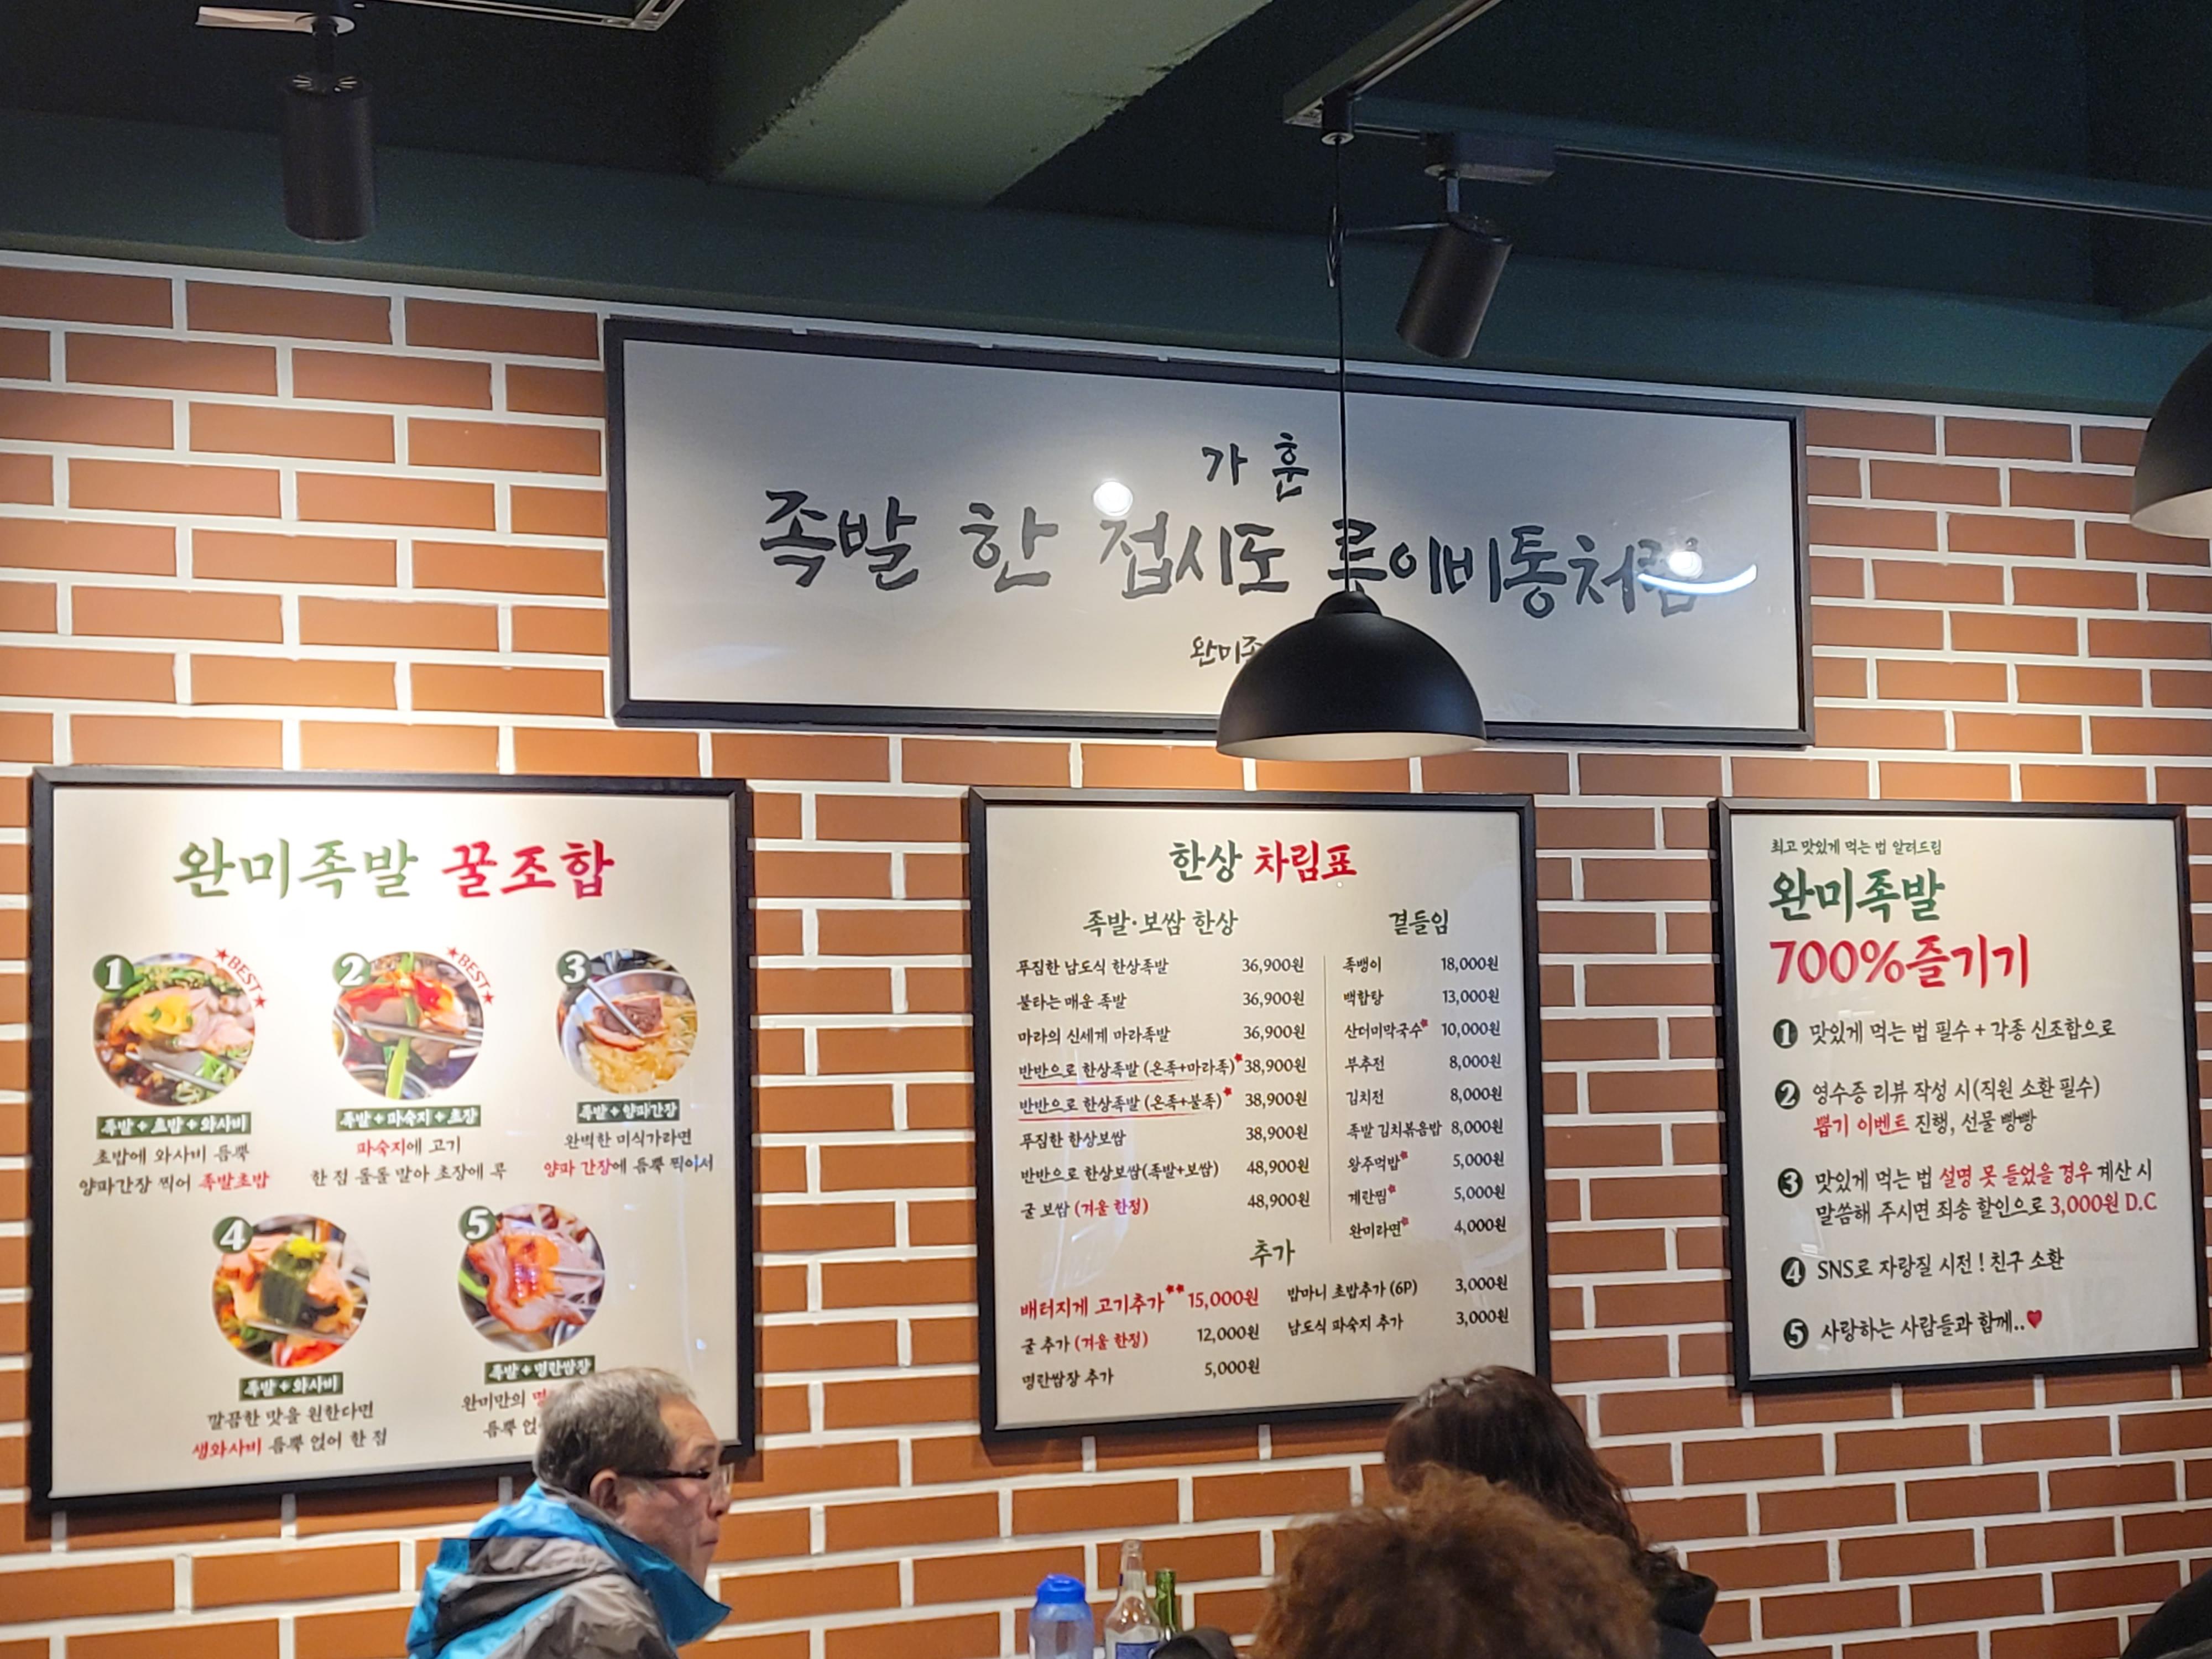 가훈
족발 한 접시도 루이비통처럼
완미족발 꿀조합
1
★BEST★
족발 + 초밥 + 와사비
초밥에 와사비 듬뿍
양파간장 찍어 족발초밥
2
★BEST★
족발 + 파숙지 + 초장
파숙지에 고기
한 점 돌돌 말아 초장에 콕
3
족발 + 양파간장
완벽한 미식가라면
양파 간장에 듬뿍 찍어서
4
족발 + 와사비
깔끔한 맛을 원한다면
생와사비 듬뿍 얹어 한 점
5
족발 + 명란쌈장
완미만의
듬뿍
한상 차림표
족발·보쌈 한상
푸짐한 남도식 한상족발 36,900원
불타는 매운 족발 36,900원
마라의 신세계 마라족발 36,900원
반반으로 한상족발 (온족+마라족)* 38,900원
반반으로 한상족발 (온족+불족)* 38,900원
푸짐한 한상보쌈 38,900원
반반으로 한상보쌈(족발+보쌈) 48,900원
굴 보쌈 (겨울 한정) 48,900원
곁들임
족뱅이 18,000원
백합탕 13,000원
산더미막국수* 10,000원
부추전 8,000원
김치전 8,000원
족발 김치볶음밥 8,000원
왕주먹밥* 5,000원
계란찜* 5,000원
완미라면* 4,000원
추가
배터지게 고기추가** 15,000원
굴 추가 (겨울 한정) 12,000원
명란쌈장 추가 5,000원
밥마니 초밥추가 (6P) 3,000원
남도식 파숙지 추가 3,000원
최고 맛있게 먹는 법 알려드림
완미족발
700%즐기기
1 맛있게 먹는 법 필수 + 각종 신조합으로
2 영수증 리뷰 작성 시(직원 소환 필수)
뽑기 이벤트 진행, 선물 빵빵
3 맛있게 먹는 법 설명 못 들었을 경우 계산 시
말씀해 주시면 죄송 할인으로 3,000원 D.C
4 SNS로 자랑질 시전 ! 친구 소환
5 사랑하는 사람들과 함께..♥